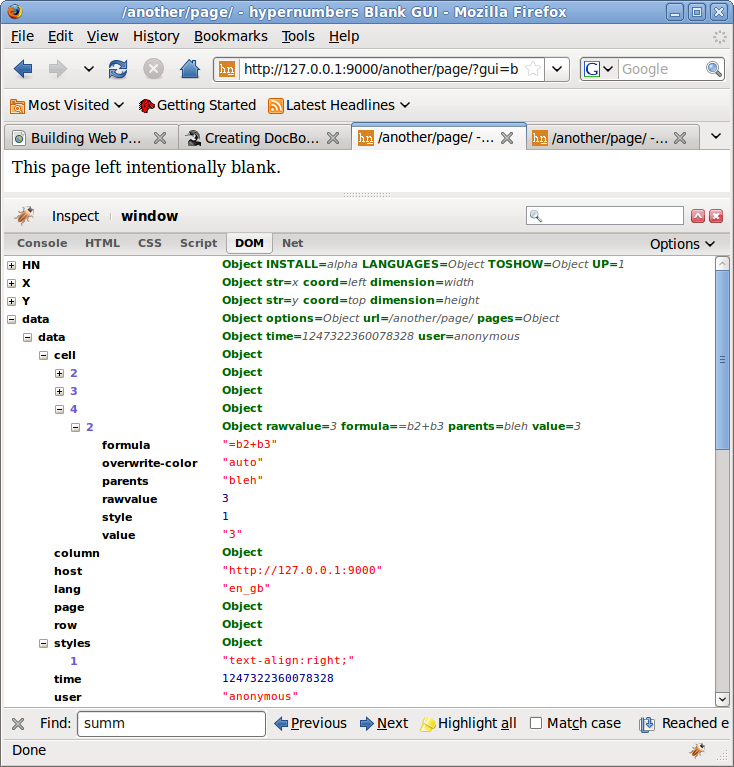 /another/page/ - hypernumbers Blank GUI - Mozilla Firefox
File Edit View History Bookmarks Tools Help
hn http://127.0.0.1:9000/another/page/?gui=b G Google
Most Visited Getting Started Latest Headlines
Building Web P... Creating DocBo... hn /another/page/ -... hn /another/page/ -...
This page left intentionally blank.
Inspect window
Console HTML CSS Script DOM Net Options
HN Object INSTALL=alpha LANGUAGES=Object TOSHOW=Object UP=1
X Object str=x coord=left dimension=width
Y Object str=y coord=top dimension=height
data Object options=Object url=/another/page/ pages=Object
data Object time=1247322360078328 user=anonymous
cell Object
2 Object
3 Object
4 Object
2 Object rawvalue=3 formula==b2+b3 parents=bleh value=3
formula "=b2+b3"
overwrite-color "auto"
parents "bleh"
rawvalue 3
style 1
value "3"
column Object
host "http://127.0.0.1:9000"
lang "en_gb"
page Object
row Object
styles Object
1 "text-align:right;"
time 1247322360078328
user "anonymous"
Find: summ Previous Next Highlight all Match case Reached e
Done